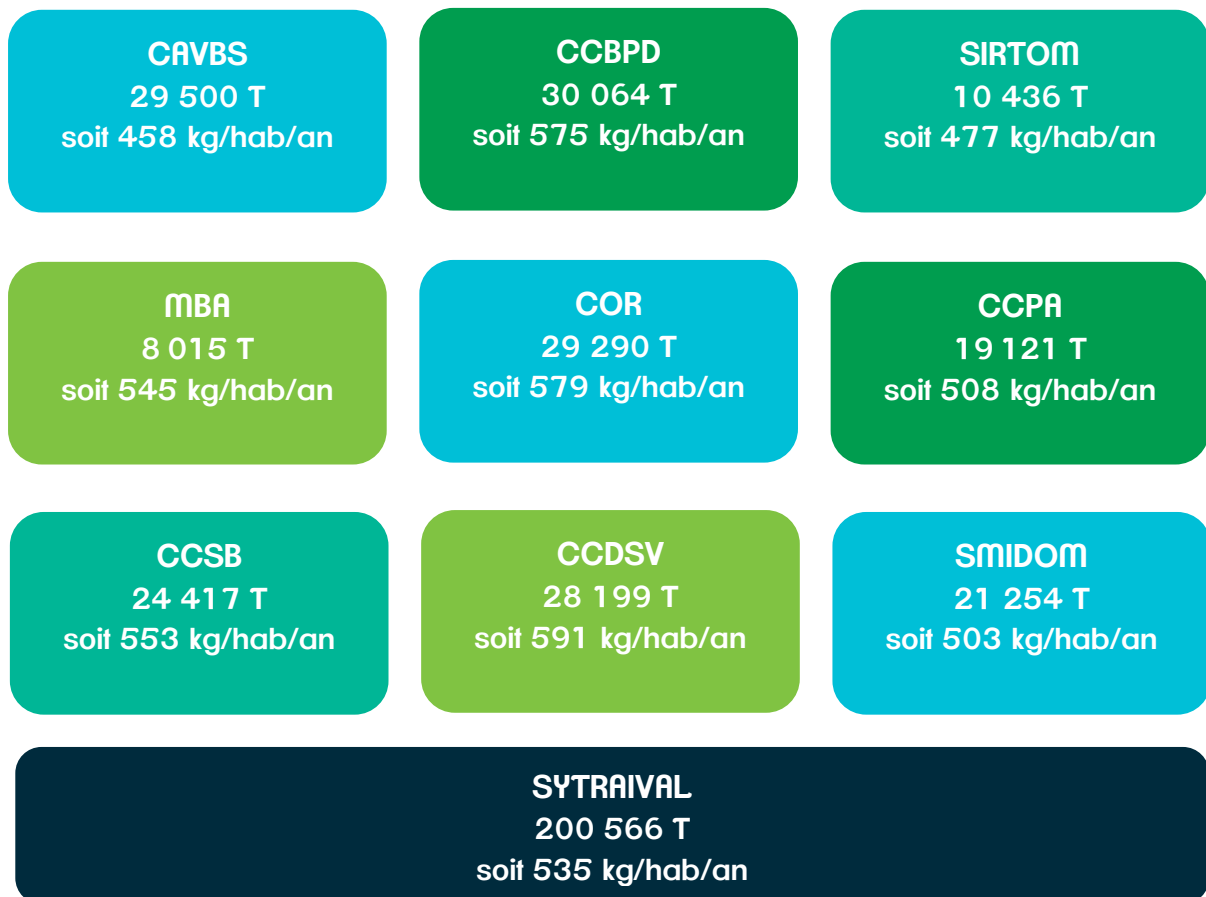 CAVBS
29 500 T
soit 458 kg/hab/an
CCBPD
30 064 T
soit 575 kg/hab/an
SIRTOM
10 436 T
soit 477 kg/hab/an
MBA
8 015 T
soit 545 kg/hab/an
COR
29 290 T
soit 579 kg/hab/an
CCPA
19 121 T
soit 508 kg/hab/an
CCSB
24 417 T
soit 553 kg/hab/an
CCDSV
28 199 T
soit 591 kg/hab/an
SMIDOM
21 254 T
soit 503 kg/hab/an
SYTRAIVAL
200 566 T
soit 535 kg/hab/an